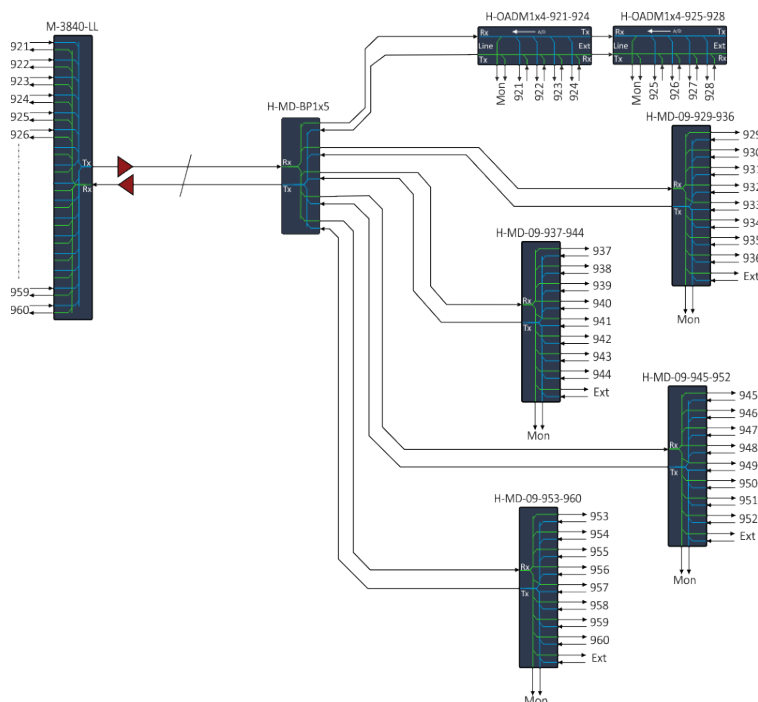 M-3840-LL
921
922
923
924
925
926
959
960
Tx
Rx
H-MD-BP1x5
Rx
Tx
H-OADM1x4-921-924
Rx
A/D
Tx
Line
Ext
Rx
Mon
921
922
923
924
H-OADM1x4-925-928
Rx
A/D
Tx
Line
Ext
Rx
Mon
925
926
927
928
H-MD-09-929-936
929
930
931
Rx
932
Tx
933
934
935
936
Ext
Mon
H-MD-09-937-944
937
938
939
Rx
940
Tx
941
942
943
944
Ext
Mon
H-MD-09-945-952
945
946
947
Rx
948
Tx
949
950
951
952
Ext
Mon
H-MD-09-953-960
953
954
955
Rx
956
Tx
957
958
959
960
Ext
Mon